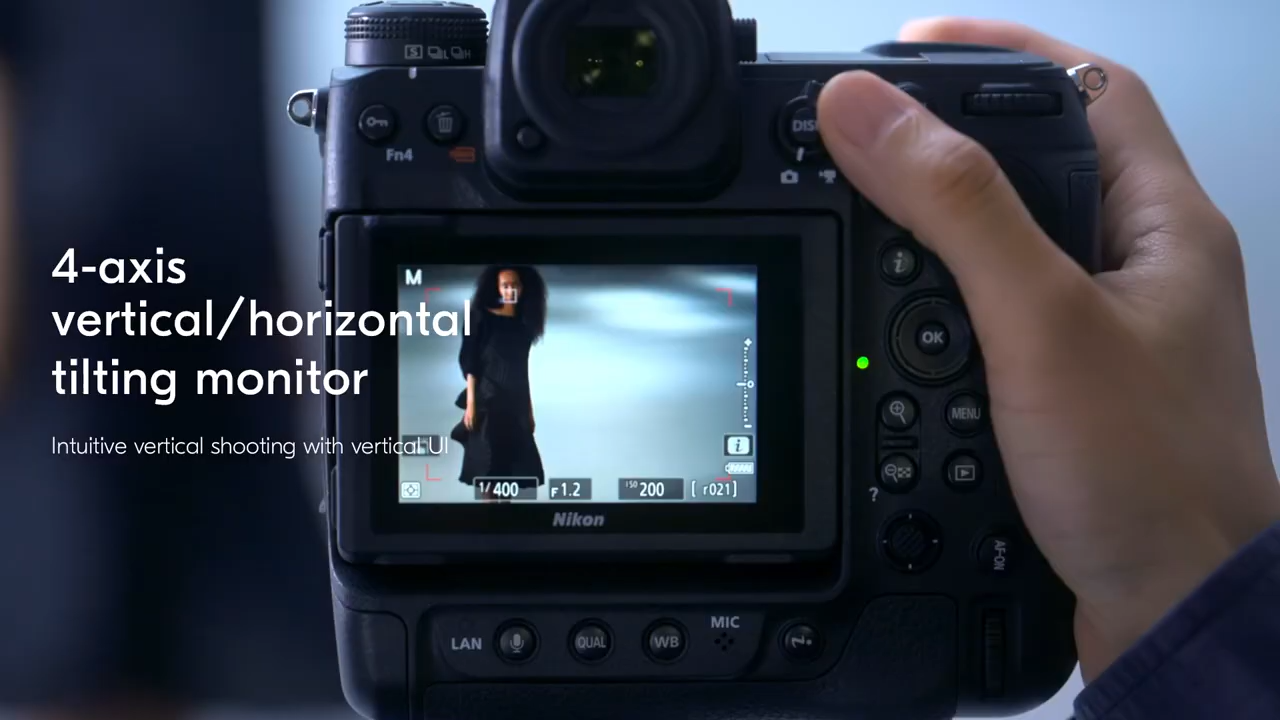 S L H
Fn4
DIS
4-axis
vertical/horizontal
tilting monitor
Intuitive vertical shooting with vertical UI
M
i
OK
MENU
i
1/400 F1.2 ISO 200 [r021]
?
Nikon
AF-ON
LAN QUAL WB MIC